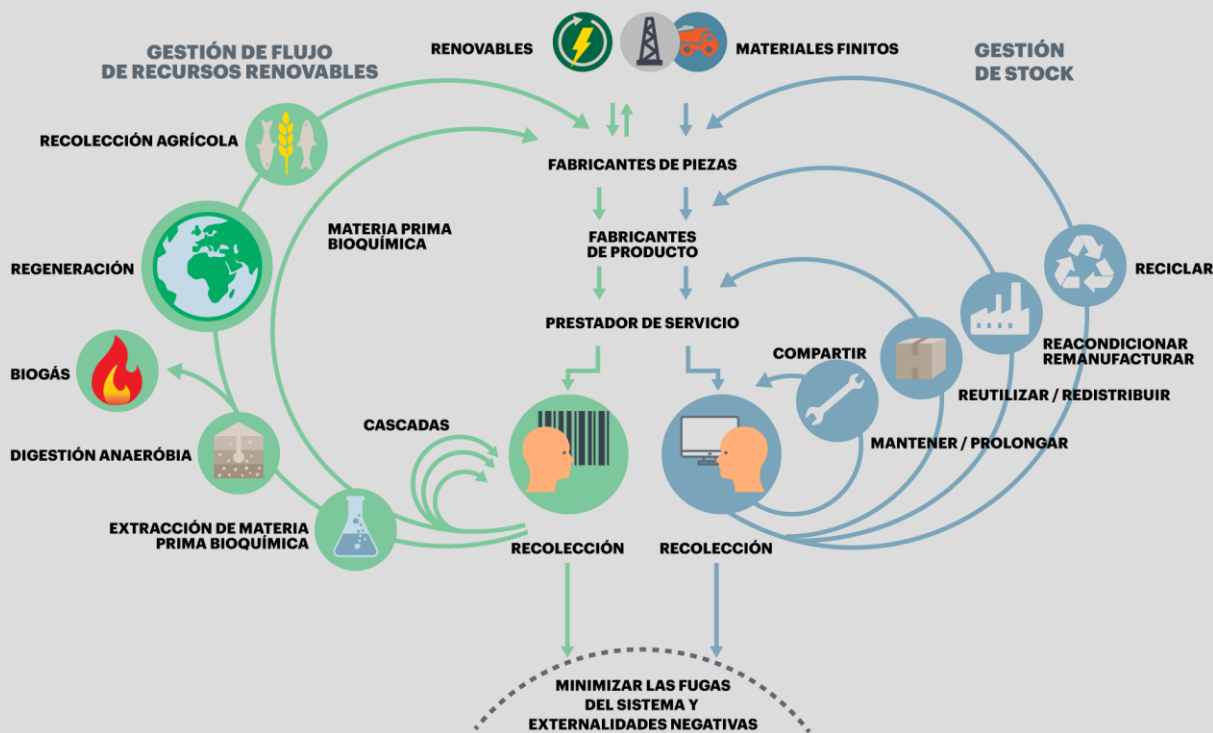 GESTIÓN DE FLUJO
DE RECURSOS RENOVABLES
RENOVABLES
MATERIALES FINITOS
GESTIÓN
DE STOCK
RECOLECCIÓN AGRÍCOLA
FABRICANTES DE PIEZAS
MATERIA PRIMA
BIOQUÍMICA
FABRICANTES
DE PRODUCTO
REGENERACIÓN
RECICLAR
PRESTADOR DE SERVICIO
REACONDICIONAR
REMANUFACTURAR
COMPARTIR
BIOGÁS
REUTILIZAR / REDISTRIBUIR
CASCADAS
MANTENER / PROLONGAR
DIGESTIÓN ANAERÓBIA
EXTRACCIÓN DE MATERIA
PRIMA BIOQUÍMICA
RECOLECCIÓN
RECOLECCIÓN
MINIMIZAR LAS FUGAS
DEL SISTEMA Y
EXTERNALIDADES NEGATIVAS